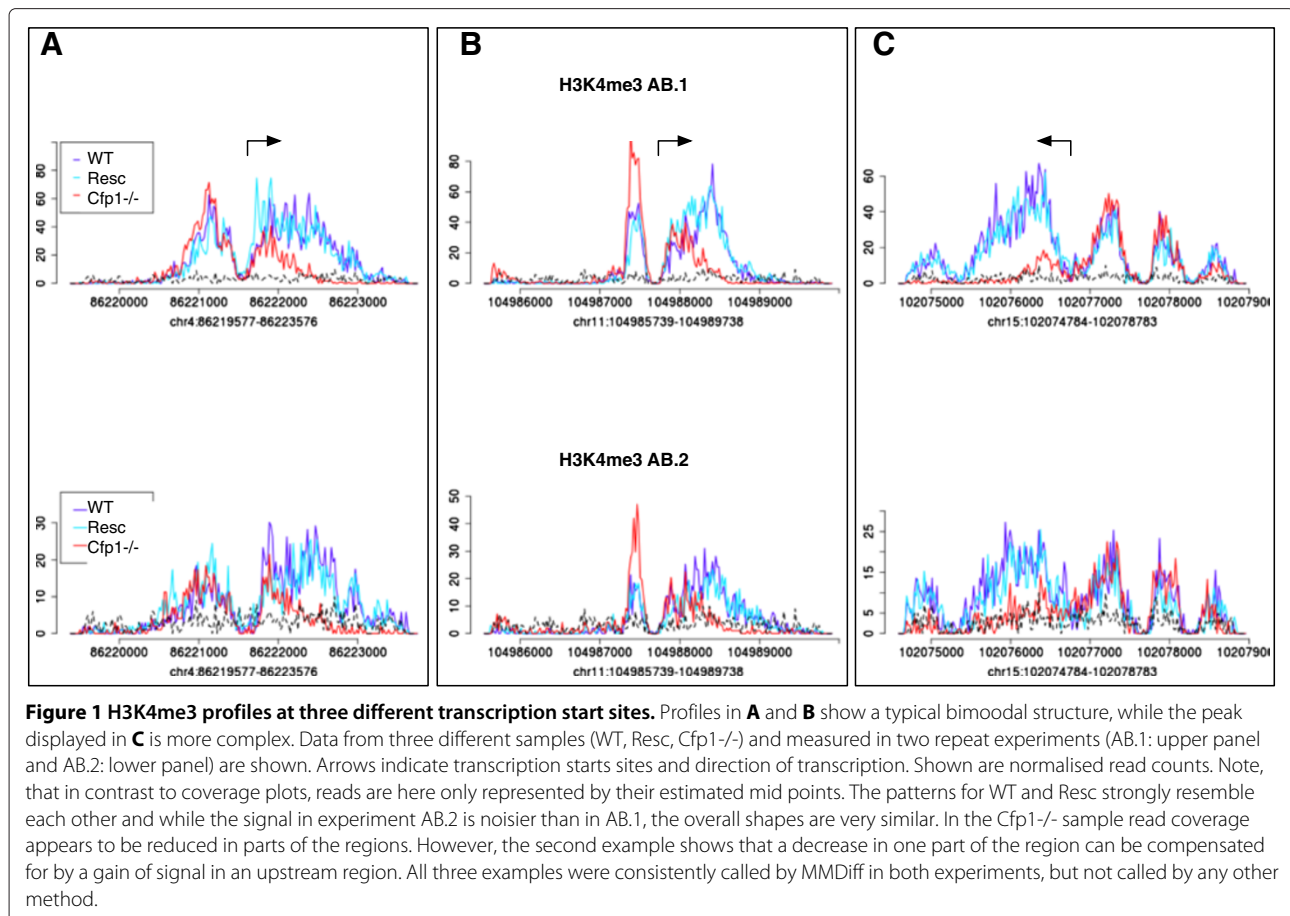 A
B
C
H3K4me3 AB.1
WT
Resc
Cfp1-/-
0 20 40 60 80
0 20 40 60 80
0 20 40 60 80
86220000 86221000 86222000 86223000
104986000 104987000 104988000 104989000
102075000 102076000 102077000 102078000 10207900
chr4:86219577-86223576
chr11:104985739-104989738
chr15:102074784-102078783
H3K4me3 AB.2
WT
Resc
Cfp1-/-
0 10 20 30
0 10 20 30 40 50
0 5 15 25
86220000 86221000 86222000 86223000
104986000 104987000 104988000 104989000
102075000 102076000 102077000 102078000 10207900
chr4:86219577-86223576
chr11:104985739-104989738
chr15:102074784-102078783
Figure 1 H3K4me3 profiles at three different transcription start sites. Profiles in A and B show a typical bimoodal structure, while the peak
displayed in C is more complex. Data from three different samples (WT, Resc, Cfp1-/-) and measured in two repeat experiments (AB.1: upper panel
and AB.2: lower panel) are shown. Arrows indicate transcription starts sites and direction of transcription. Shown are normalised read counts. Note,
that in contrast to coverage plots, reads are here only represented by their estimated mid points. The patterns for WT and Resc strongly resemble
each other and while the signal in experiment AB.2 is noisier than in AB.1, the overall shapes are very similar. In the Cfp1-/- sample read coverage
appears to be reduced in parts of the regions. However, the second example shows that a decrease in one part of the region can be compensated
for by a gain of signal in an upstream region. All three examples were consistently called by MMDiff in both experiments, but not called by any other
method.